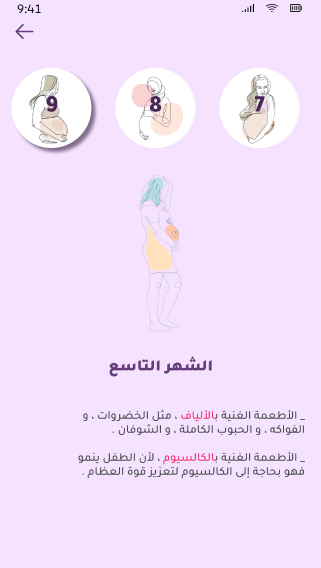 9:41
9
8
7
الشهر التاسع
_ الأطعمة الغنية بالألياف ، مثل الخضروات ، و
الفواكه ، و الحبوب الكاملة ، و الشوفان .
_ الأطعمة الغنية بالكالسيوم ، لأن الطفل ينمو
فهو بحاجة إلى الكالسيوم لتعزيز قوة العظام .